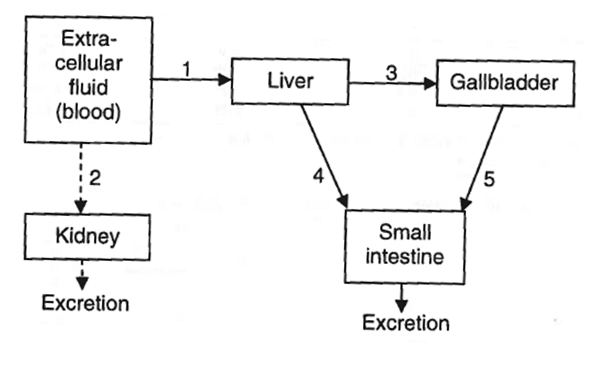 Extra-
cellular
fluid
(blood)
1
Liver
3
Gallbladder
2
4
5
Kidney
Small
intestine
Excretion
Excretion